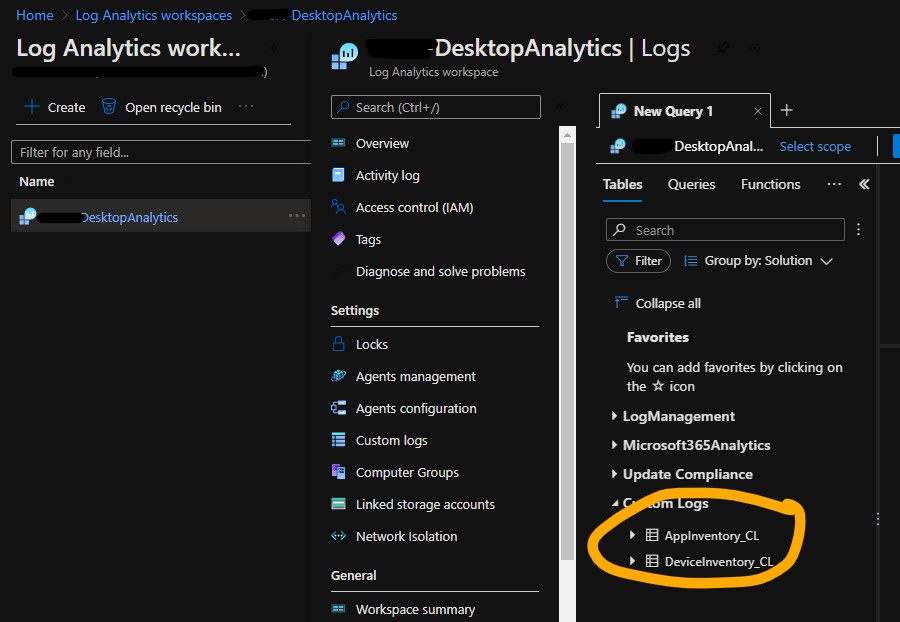 Home > Log Analytics workspaces > DesktopAnalytics
Log Analytics work...
)
Create
Open recycle bin
...
Filter for any field...
Name
DesktopAnalytics
...
-DesktopAnalytics | Logs
Log Analytics workspace
Search (Ctrl+/)
Overview
Activity log
Access control (IAM)
Tags
Diagnose and solve problems
Settings
Locks
Agents management
Agents configuration
Custom logs
Computer Groups
Linked storage accounts
Network Isolation
General
Workspace summary
New Query 1
DesktopAnal...
Select scope
Tables
Queries
Functions
...
Search
Filter
Group by: Solution
Collapse all
Favorites
You can add favorites by clicking on
the ☆ icon
LogManagement
Microsoft365Analytics
Update Compliance
Custom Logs
AppInventory_CL
DeviceInventory_CL